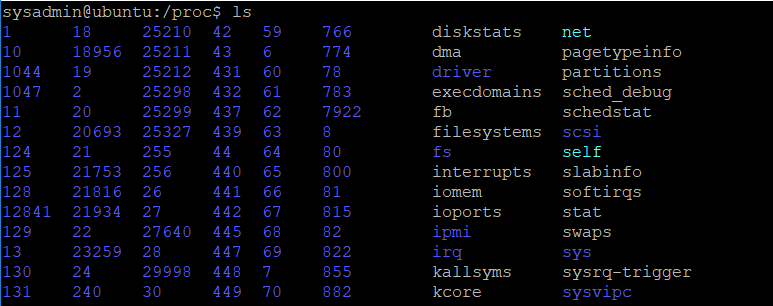 sysadmin@ubuntu:/proc$ ls
1 18 25210 42 59 766 diskstats net
10 18956 25211 43 6 774 dma pagetypeinfo
1044 19 25212 431 60 78 driver partitions
1047 2 25298 432 61 783 execdomains sched_debug
11 20 25299 437 62 7922 fb schedstat
12 20693 25327 439 63 8 filesystems scsi
124 21 255 44 64 80 fs self
125 21753 256 440 65 800 interrupts slabinfo
128 21816 26 441 66 81 iomem softirqs
12841 21934 27 442 67 815 ioports stat
129 22 27640 445 68 82 ipmi swaps
13 23259 28 447 69 822 irq sys
130 24 29998 448 7 855 kallsyms sysrq-trigger
131 240 30 449 70 882 kcore sysvipc